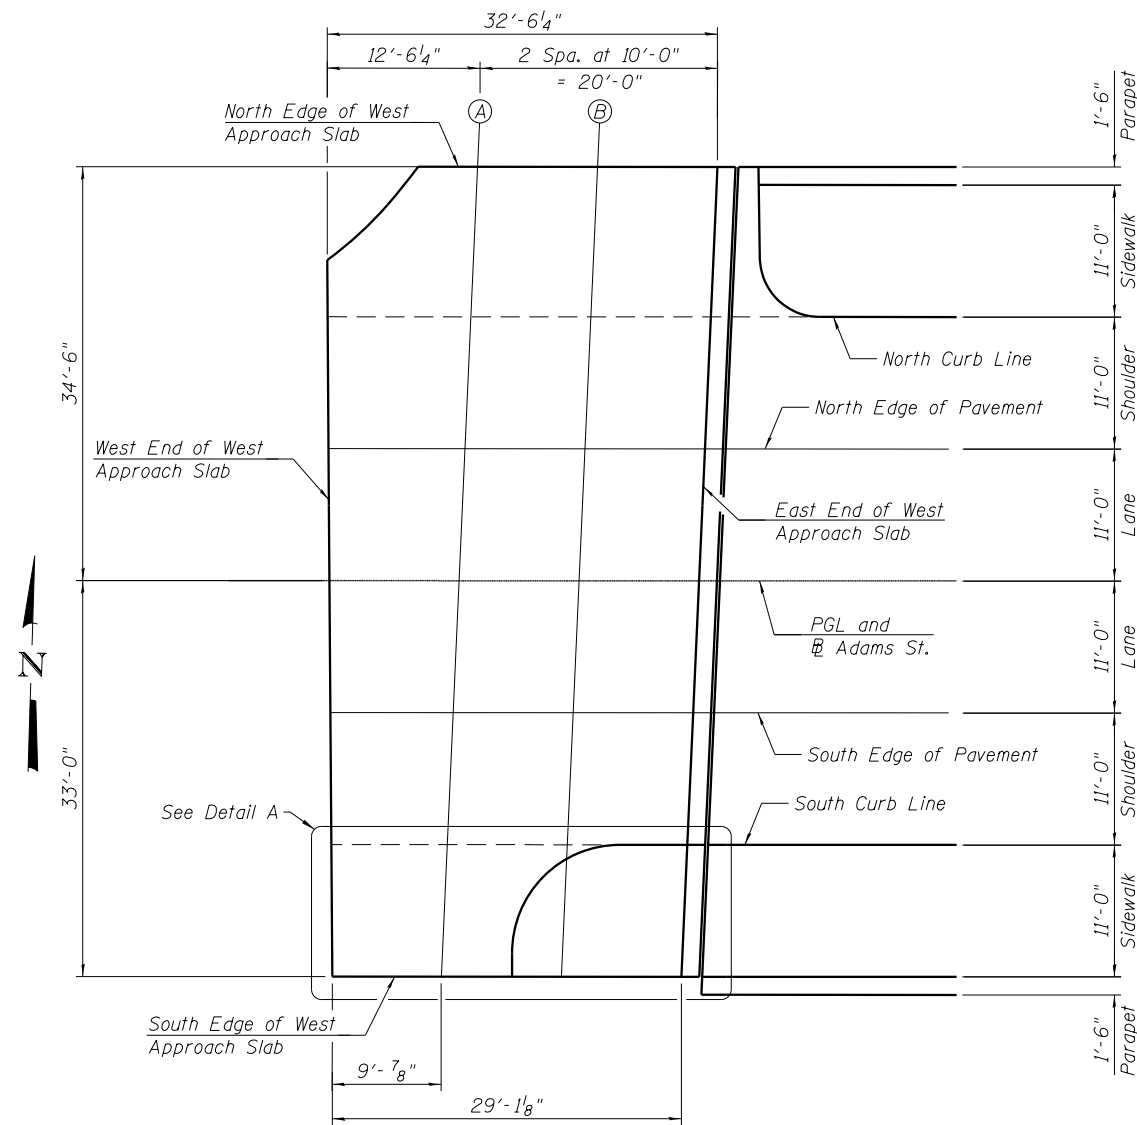 32'-6¼"
12'-6¼"
2 Spa. at 10'-0"
= 20'-0"
A
B
North Edge of West
Approach Slab
1'-6"
Parapet
11'-0"
Sidewalk
North Curb Line
11'-0"
Shoulder
North Edge of Pavement
34'-6"
West End of West
Approach Slab
11'-0"
Lane
East End of West
Approach Slab
N
PGL and
℄ Adams St.
11'-0"
Lane
South Edge of Pavement
11'-0"
Shoulder
33'-0"
See Detail A
South Curb Line
11'-0"
Sidewalk
South Edge of West
Approach Slab
1'-6"
Parapet
9'-⅞"
29'-1⅛"